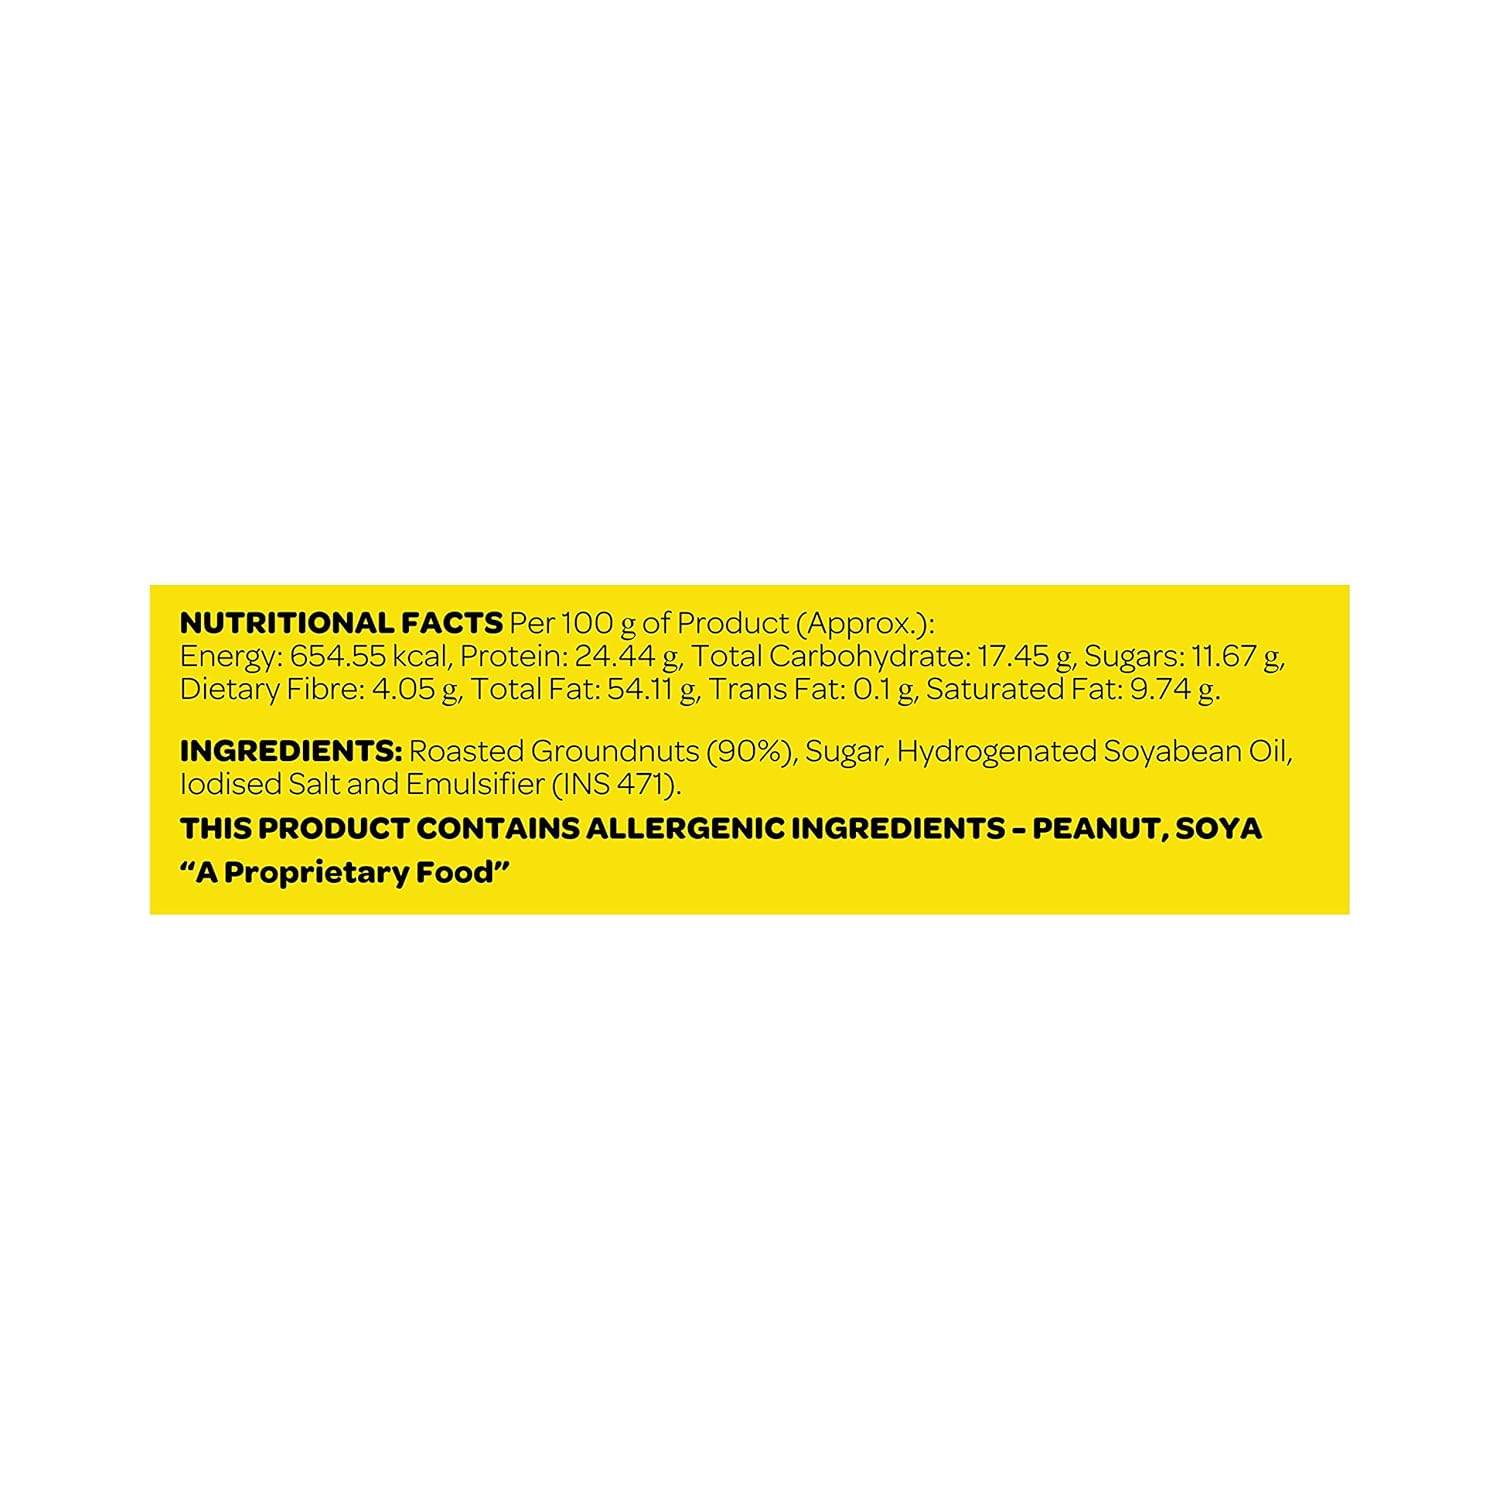 NUTRITIONAL FACTS Per 100 g of Product (Approx.):
Energy: 654.55 kcal, Protein: 24.44 g, Total Carbohydrate: 17.45 g, Sugars: 11.67 g,
Dietary Fibre: 4.05 g, Total Fat: 54.11 g, Trans Fat: 0.1 g, Saturated Fat: 9.74 g.
INGREDIENTS: Roasted Groundnuts (90%), Sugar, Hydrogenated Soyabean Oil,
Iodised Salt and Emulsifier (INS 471).
THIS PRODUCT CONTAINS ALLERGENIC INGREDIENTS – PEANUT, SOYA
“A Proprietary Food”